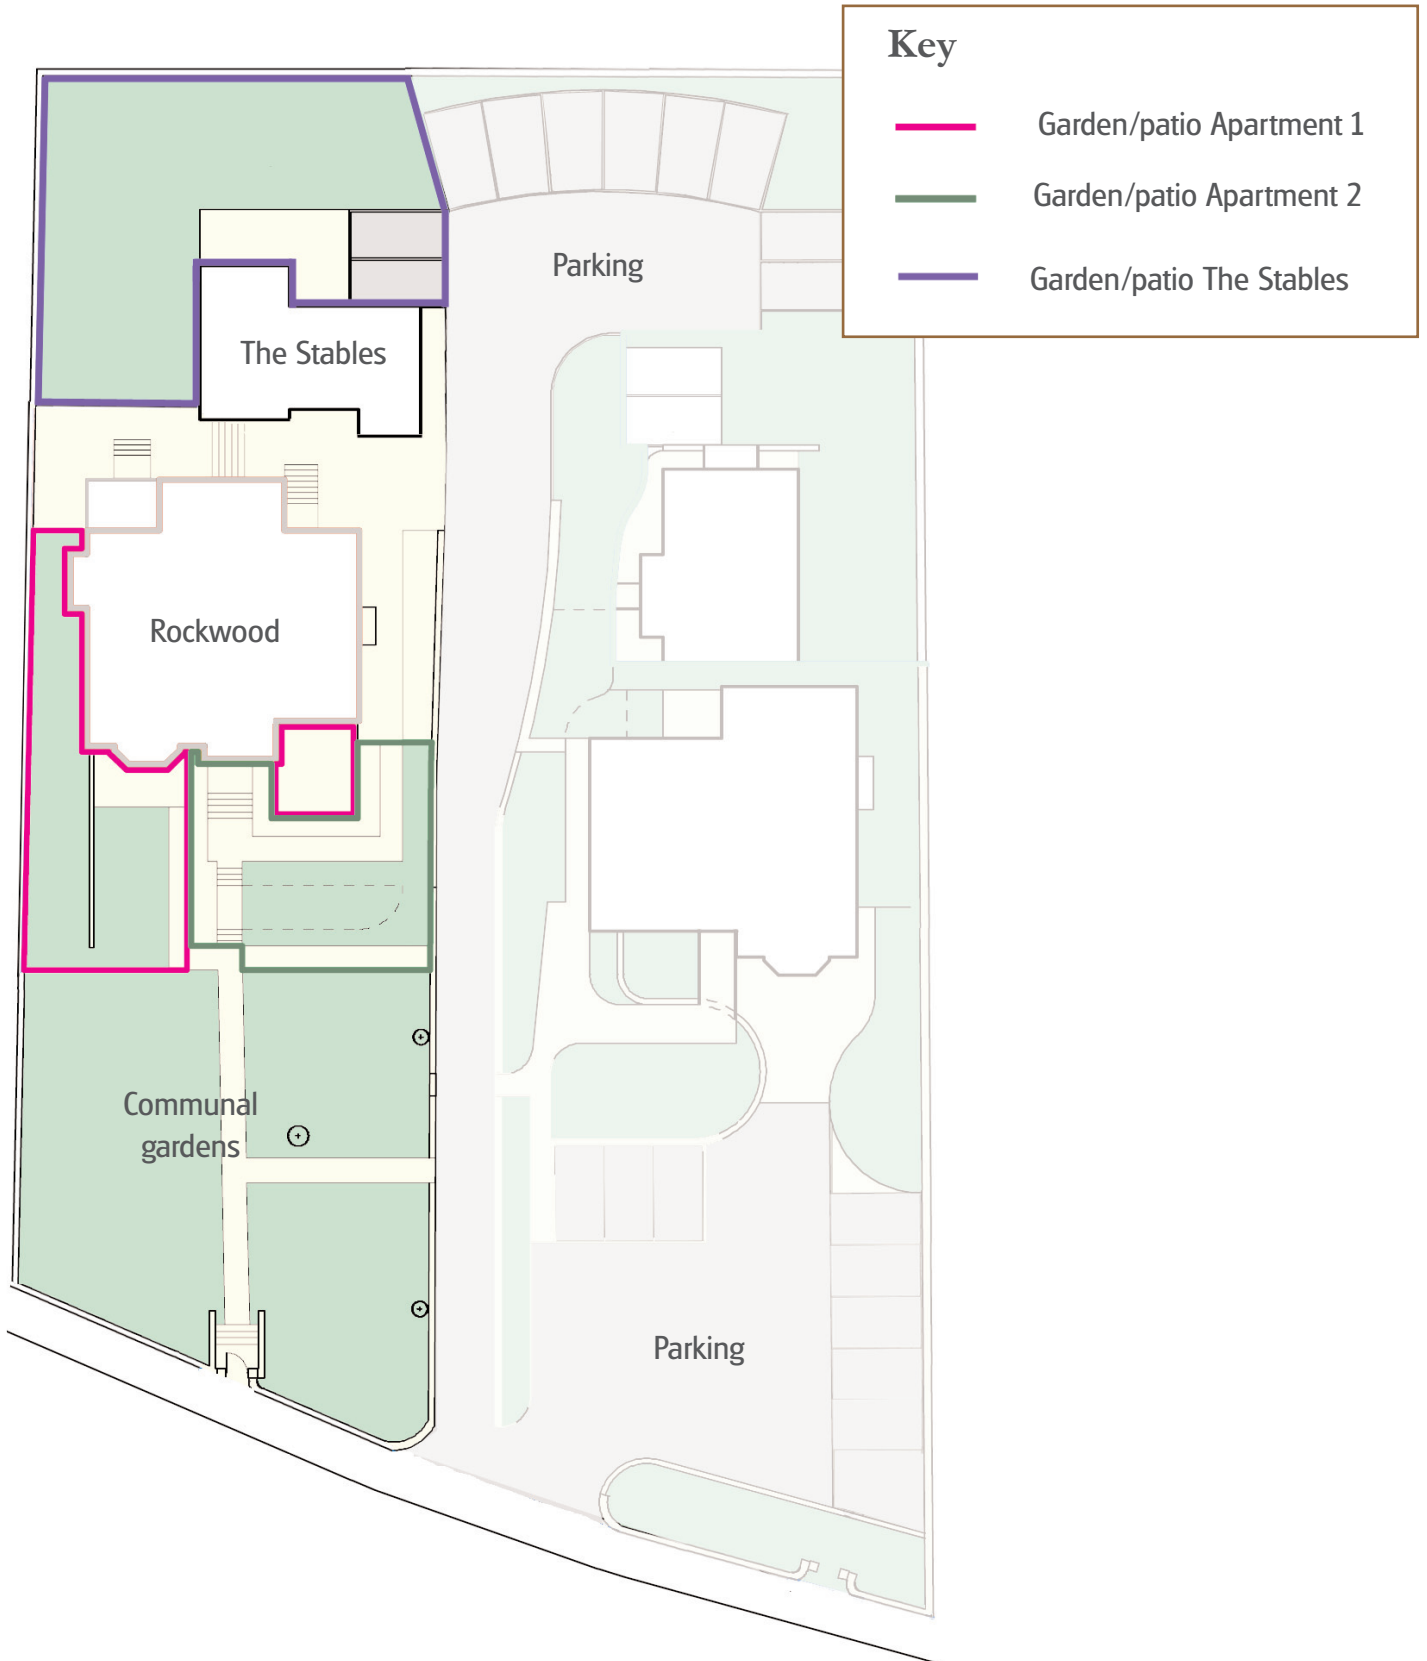 Key
Garden/patio Apartment 1
Garden/patio Apartment 2
Garden/patio The Stables
Parking
The Stables
Rockwood
Communal
gardens
Parking